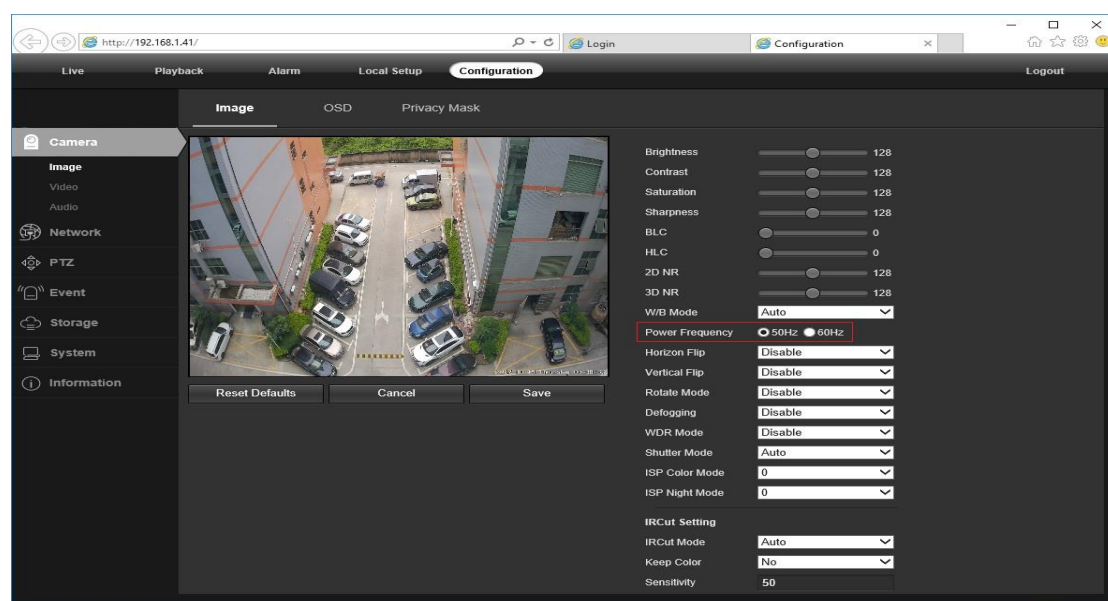 http://192.168.1.41/
Login
Configuration
Live Playback Alarm Local Setup Configuration Logout
Image OSD Privacy Mask
Camera
Image
Video
Audio
Network
PTZ
Event
Storage
System
Information
Reset Defaults Cancel Save
Brightness 128
Contrast 128
Saturation 128
Sharpness 128
BLC 0
HLC 0
2D NR 128
3D NR 128
W/B Mode Auto
Power Frequency 50Hz 60Hz
Horizon Flip Disable
Vertical Flip Disable
Rotate Mode Disable
Defogging Disable
WDR Mode Disable
Shutter Mode Auto
ISP Color Mode 0
ISP Night Mode 0
IRCut Setting
IRCut Mode Auto
Keep Color No
Sensitivity 50